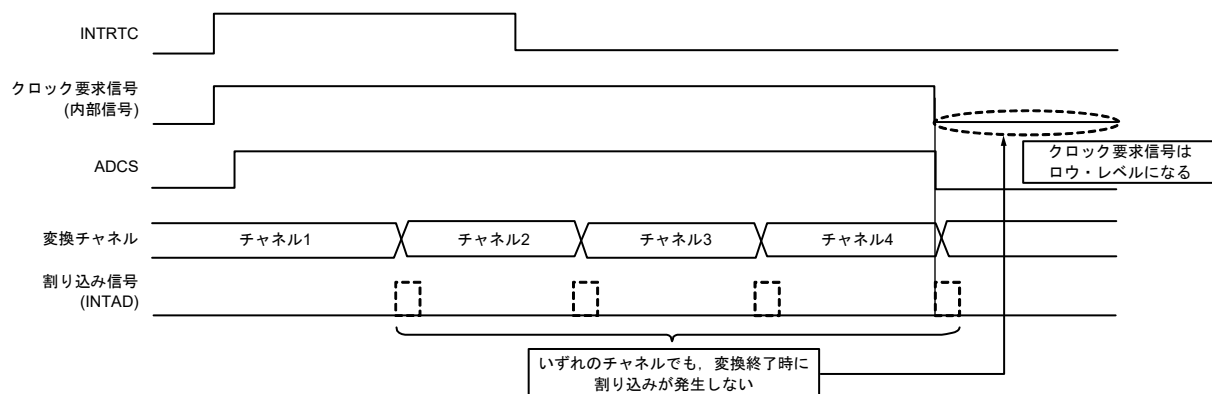 INTRTC
クロック要求信号
(内部信号)
クロック要求信号は
ロウ・レベルになる
ADCS
変換チャネル
チャネル1
チャネル2
チャネル3
チャネル4
割り込み信号
(INTAD)
いずれのチャネルでも，変換終了時に
割り込みが発生しない